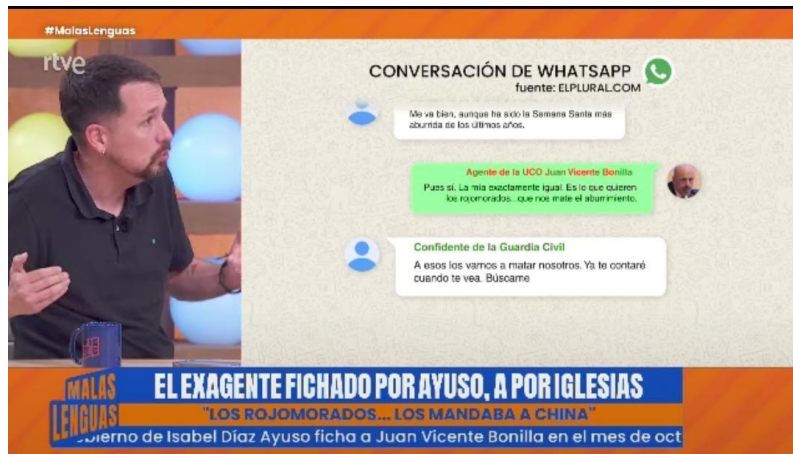 #MalasLenguas
rtve
CONVERSACIÓN DE WHATSAPP
fuente: ELPLURAL.COM
Me va bien, aunque ha sido la Semana Santa más
aburrida de los últimos años.
Agente de la UCO Juan Vicente Bonilla
Pues sí. La mia exactamente igual. Es lo que quieren
los rojomorados...que nos mate el aburrimiento.
Confidente de la Guardia Civil
A esos los vamos a matar nosotros. Ya te contaré
cuando te vea. Búscame
MALAS
LENGUAS
EL EXAGENTE FICHADO POR AYUSO, A POR IGLESIAS
"LOS ROJOMORADOS... LOS MANDABA A CHINA"
de Isabel Díaz Ayuso ficha a Juan Vicente Bonilla en el mes de